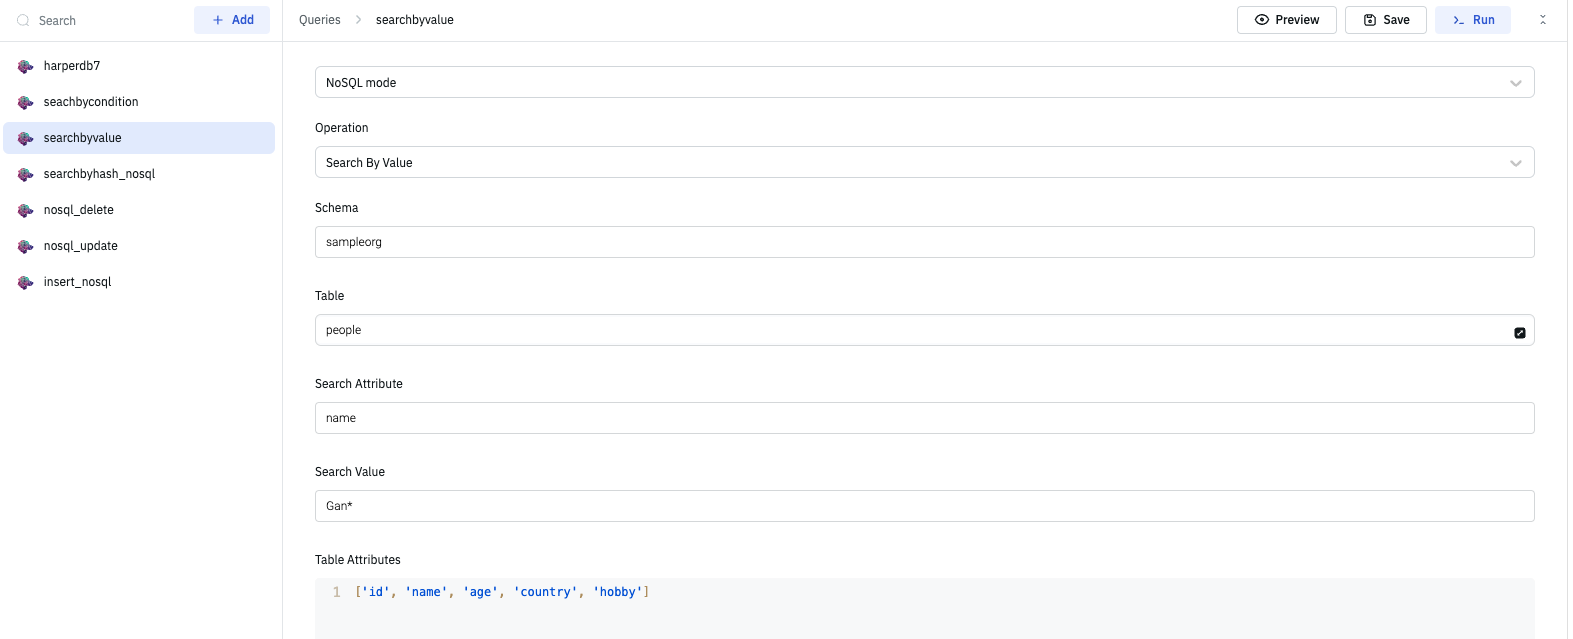 Search
Add
harperdb7
seachbycondition
searchbyvalue
searchbyhash_nosql
nosql_delete
nosql_update
insert_nosql
Queries > searchbyvalue
Preview
Save
Run
NoSQL mode
Operation
Search By Value
Schema
sampleorg
Table
people
Search Attribute
name
Search Value
Gan*
Table Attributes
1 ['id', 'name', 'age', 'country', 'hobby']